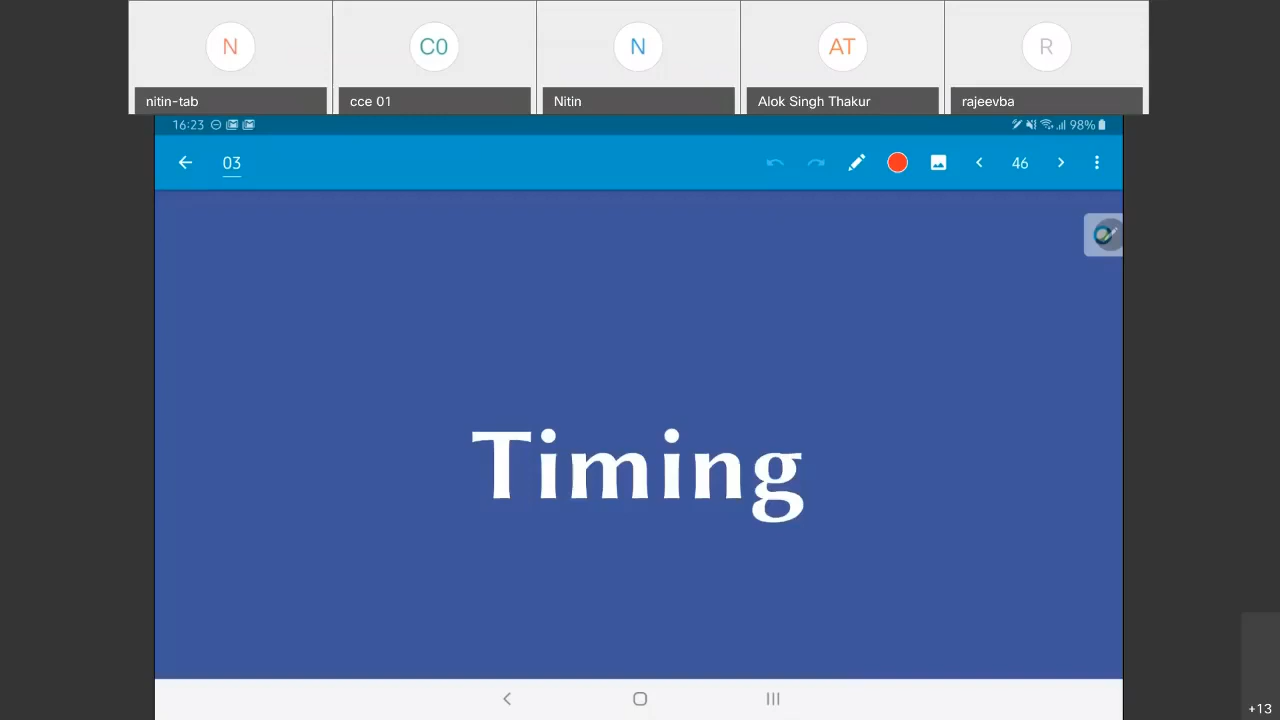 N C0 N AT R
nitin-tab cce 01 Nitin Alok Singh Thakur rajeevba
16:23 98%
03 46
Timing
+13